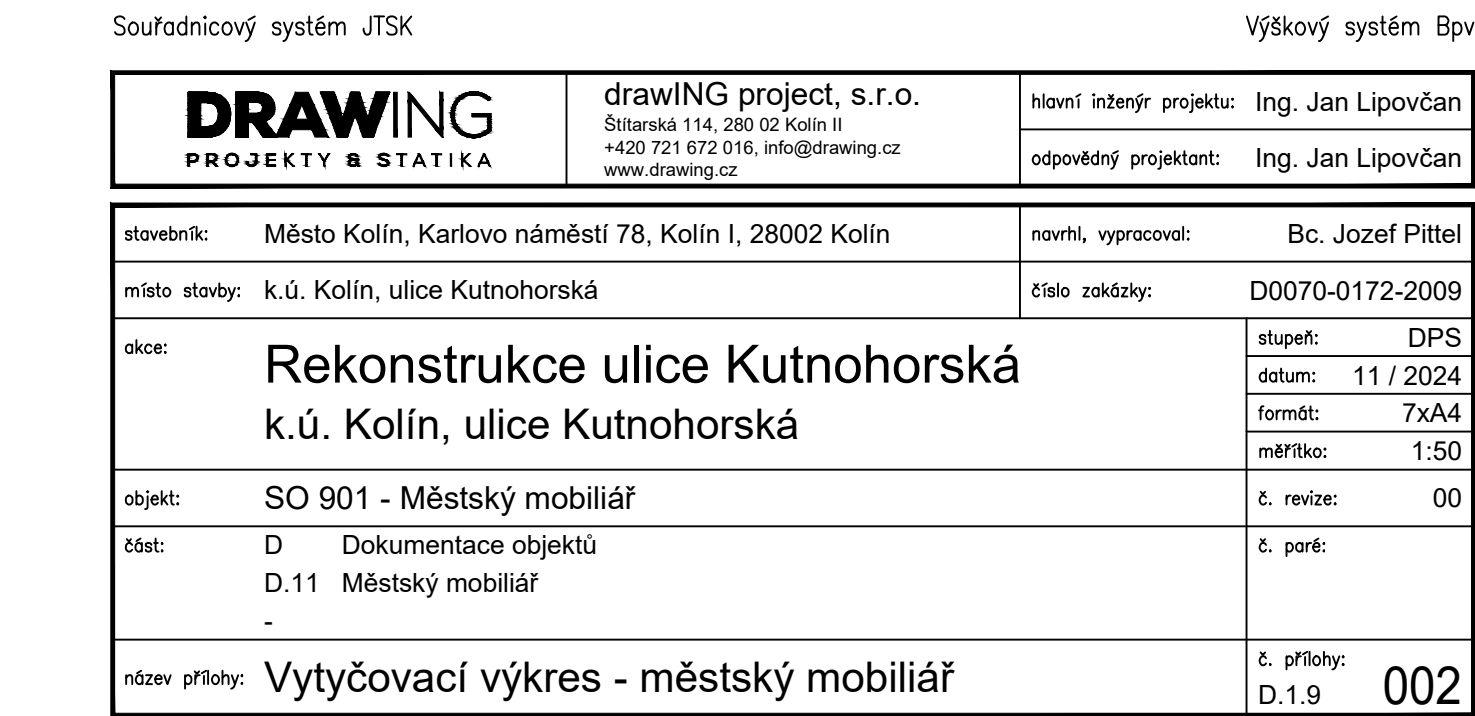 Souřadnicový systém JTSK
Výškový systém Bpv
DRAWING
PROJEKTY & STATIKA
drawING project, s.r.o.
Štítarská 114, 280 02 Kolín II
+420 721 672 016, info@drawing.cz
www.drawing.cz
hlavní inženýr projektu: Ing. Jan Lipovčan
odpovědný projektant: Ing. Jan Lipovčan
stavebník: Město Kolín, Karlovo náměstí 78, Kolín I, 28002 Kolín
navrhl, vypracoval: Bc. Jozef Pittel
místo stavby: k.ú. Kolín, ulice Kutnohorská
číslo zakázky: D0070-0172-2009
akce: Rekonstrukce ulice Kutnohorská
k.ú. Kolín, ulice Kutnohorská
stupeň: DPS
datum: 11 / 2024
formát: 7xA4
měřítko: 1:50
objekt: SO 901 - Městský mobiliář
č. revize: 00
část: D Dokumentace objektů
D.11 Městský mobiliář
-
č. paré:
název přílohy: Vytyčovací výkres - městský mobiliář
č. přílohy:
D.1.9 002